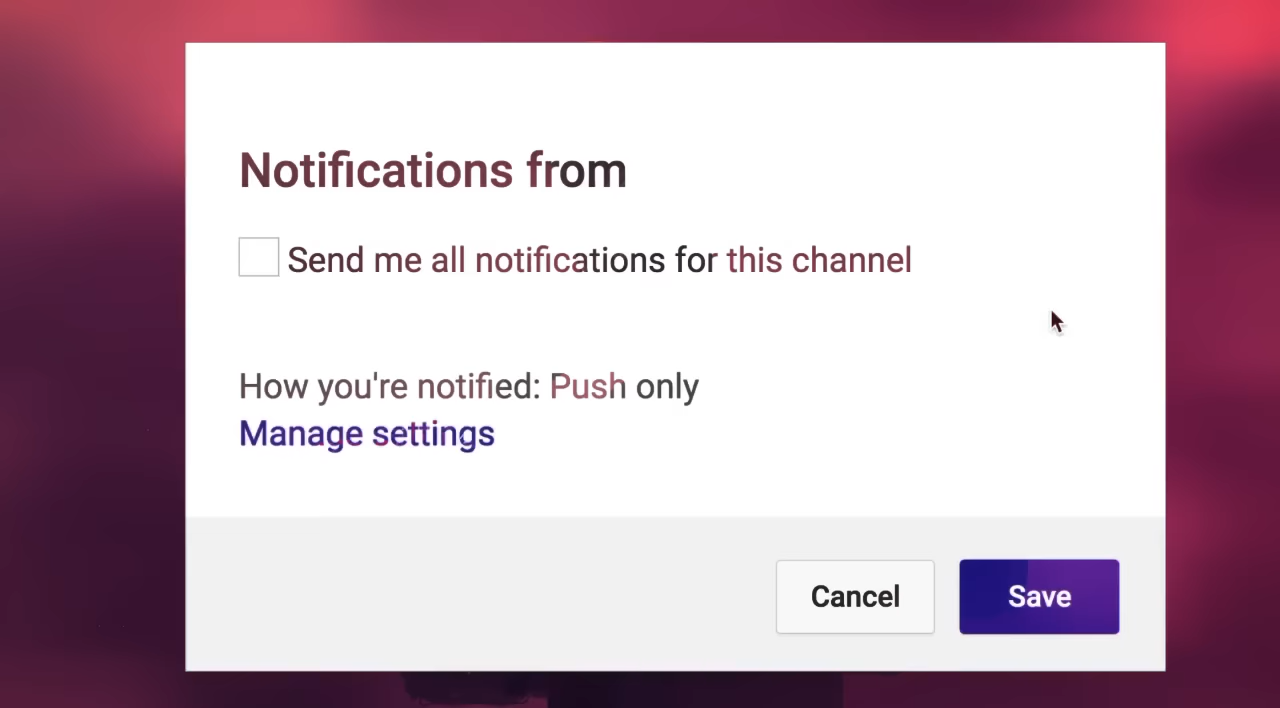 Notifications from
Send me all notifications for this channel
How you're notified: Push only
Manage settings
Cancel Save